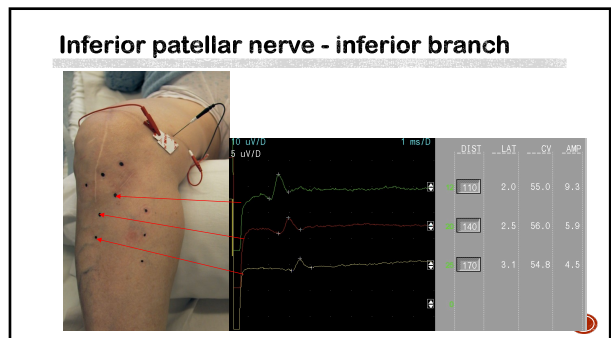 Inferior patellar nerve - inferior branch
10 uV/D 1 ms/D
5 uV/D
DIST LAT CV AMP
110 2.0 55.0 9.3
140 2.5 56.0 5.9
170 3.1 54.8 4.5